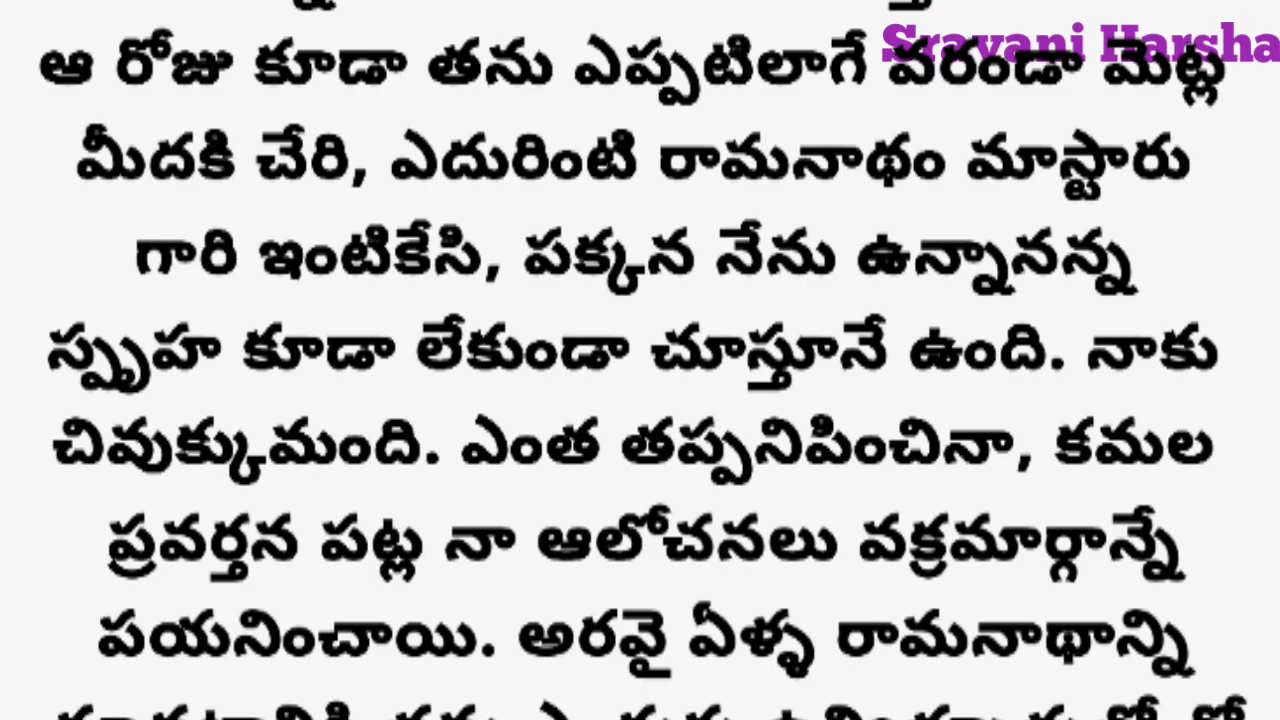 Sravani Harsha
ఆ రోజు కూడా తను ఎప్పటిలాగే వరండా మెట్ల
మీదకి చేరి, ఎదురింటి రామనాథం మాస్టారు
గారి ఇంటికేసి, పక్కన నేను ఉన్నానన్న
స్పృహ కూడా లేకుండా చూస్తూనే ఉంది. నాకు
చివుక్కుమంది. ఎంత తప్పనిపించినా, కమల
ప్రవర్తన పట్ల నా ఆలోచనలు వక్రమార్గాన్నే
పయనించాయి. అరవై ఏళ్ళ రామనాథాన్ని